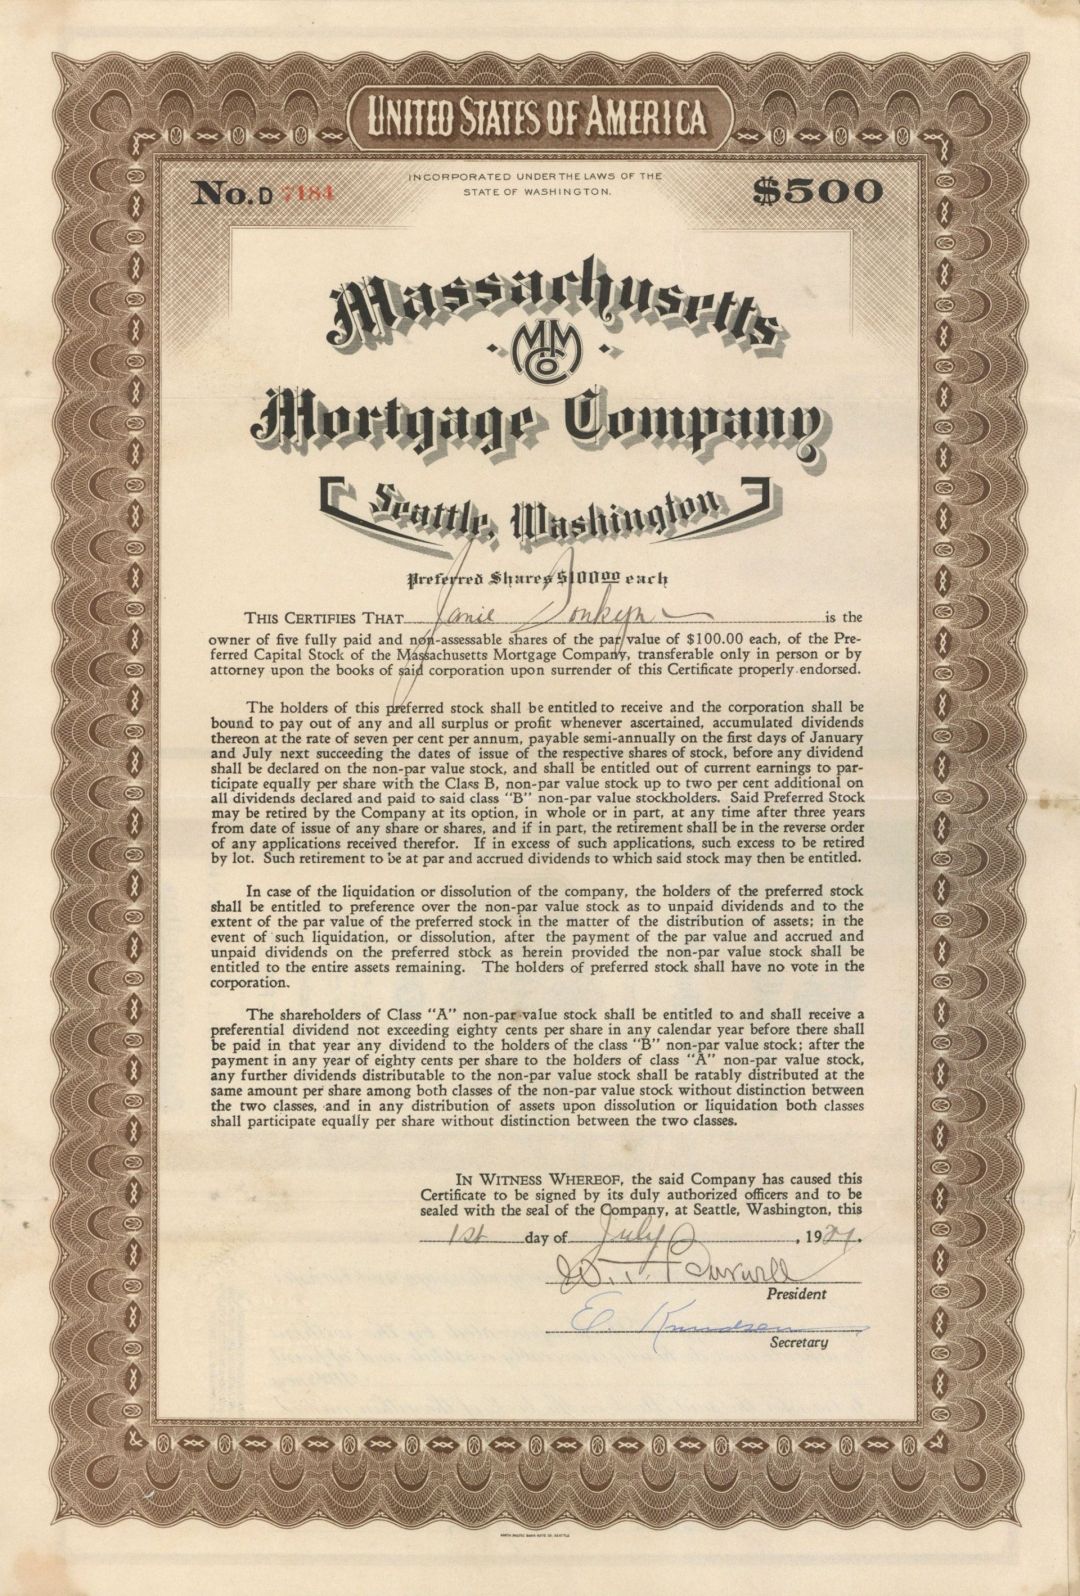 UNITED STATES OF AMERICA
INCORPORATED UNDER THE LAWS OF THE
STATE OF WASHINGTON.
No. D 7184
$500
Massachusetts
MMCo
Mortgage Company
Seattle, Washington
Preferred Shares $100.00 each
THIS CERTIFIES THAT Janie is the
owner of five fully paid and non-assessable shares of the par value of $100.00 each, of the Pre-
ferred Capital Stock of the Massachusetts Mortgage Company, transferable only in person or by
attorney upon the books of said corporation upon surrender of this Certificate properly endorsed.
The holders of this preferred stock shall be entitled to receive and the corporation shall be
bound to pay out of any and all surplus or profit whenever ascertained, accumulated dividends
thereon at the rate of seven per cent per annum, payable semi-annually on the first days of January
and July next succeeding the dates of issue of the respective shares of stock, before any dividend
shall be declared on the non-par value stock, and shall be entitled out of current earnings to par-
ticipate equally per share with the Class B, non-par value stock up to two per cent additional on
all dividends declared and paid to said class "B" non-par value stockholders. Said Preferred Stock
may be retired by the Company at its option, in whole or in part, at any time after three years
from date of issue of any share or shares, and if in part, the retirement shall be in the reverse order
of any applications received therefor. If in excess of such applications, such excess to be retired
by lot. Such retirement to be at par and accrued dividends to which said stock may then be entitled.
In case of the liquidation or dissolution of the company, the holders of the preferred stock
shall be entitled to preference over the non-par value stock as to unpaid dividends and to the
extent of the par value of the preferred stock in the matter of the distribution of assets; in the
event of such liquidation, or dissolution, after the payment of the par value and accrued and
unpaid dividends on the preferred stock as herein provided the non-par value stock shall be
entitled to the entire assets remaining. The holders of preferred stock shall have no vote in the
corporation.
The shareholders of Class "A" non-par value stock shall be entitled to and shall receive a
preferential dividend not exceeding eighty cents per share in any calendar year before there shall
be paid in that year any dividend to the holders of the class "B" non-par value stock; after the
payment in any year of eighty cents per share to the holders of class "A" non-par value stock,
any further dividends distributable to the non-par value stock shall be ratably distributed at the
same amount per share among both classes of the non-par value stock without distinction between
the two classes, and in any distribution of assets upon dissolution or liquidation both classes
shall participate equally per share without distinction between the two classes.
IN WITNESS WHEREOF, the said Company has caused this
Certificate to be signed by its duly authorized officers and to be
sealed with the seal of the Company, at Seattle, Washington, this
1st day of July, 19
President
E. Knudsen
Secretary
NORTH PACIFIC BANK NOTE CO. SEATTLE